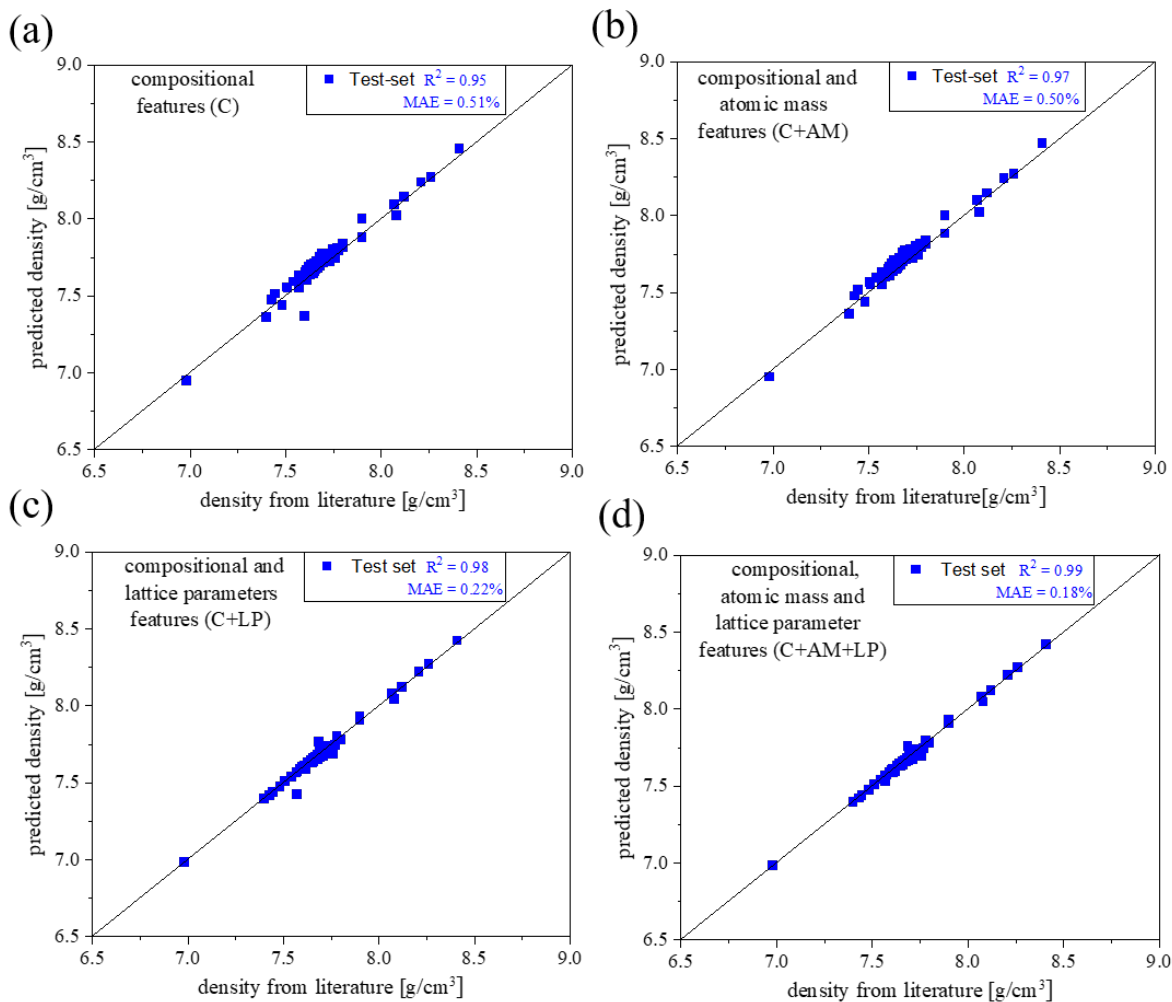 (a)
compositional
features (C)
Test-set R² = 0.95
MAE = 0.51%
predicted density [g/cm³]
9.0
8.5
8.0
7.5
7.0
6.5
6.5 7.0 7.5 8.0 8.5 9.0
density from literature [g/cm³]
(b)
compositional and
atomic mass
features (C+AM)
Test-set R² = 0.97
MAE = 0.50%
predicted density [g/cm³]
9.0
8.5
8.0
7.5
7.0
6.5
6.5 7.0 7.5 8.0 8.5 9.0
density from literature[g/cm³]
(c)
compositional and
lattice parameters
features (C+LP)
Test set R² = 0.98
MAE = 0.22%
predicted density [g/cm³]
9.0
8.5
8.0
7.5
7.0
6.5
6.5 7.0 7.5 8.0 8.5 9.0
density from literature [g/cm³]
(d)
compositional,
atomic mass and
lattice parameter
features (C+AM+LP)
Test set R² = 0.99
MAE = 0.18%
predicted density [g/cm³]
9.0
8.5
8.0
7.5
7.0
6.5
6.5 7.0 7.5 8.0 8.5 9.0
density from literature [g/cm³]